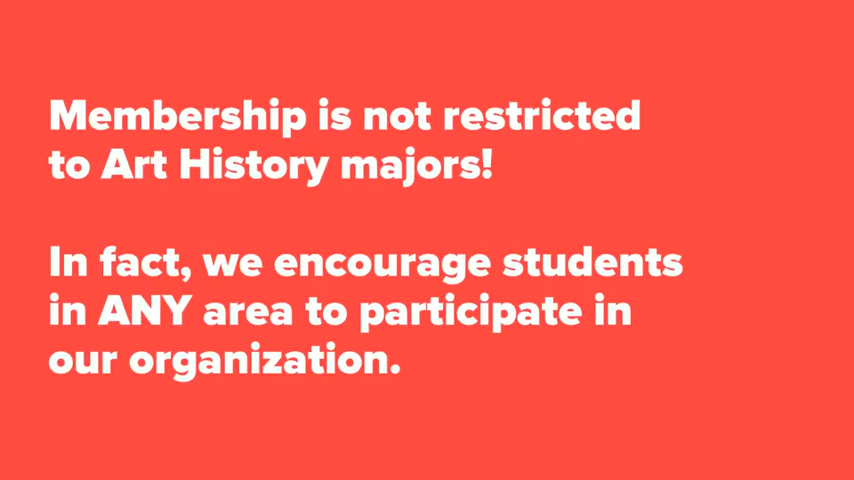 Membership is not restricted
to Art History majors!
In fact, we encourage students
in ANY area to participate in
our organization.